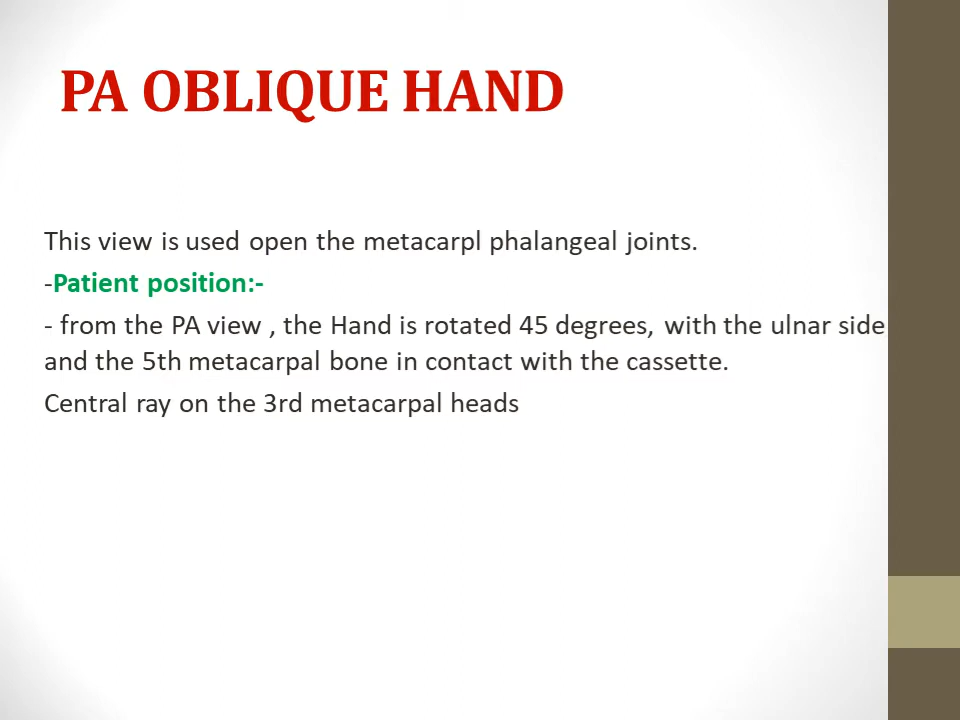 PA OBLIQUE HAND
This view is used open the metacarpl phalangeal joints.
-Patient position:-
- from the PA view , the Hand is rotated 45 degrees, with the ulnar side
and the 5th metacarpal bone in contact with the cassette.
Central ray on the 3rd metacarpal heads